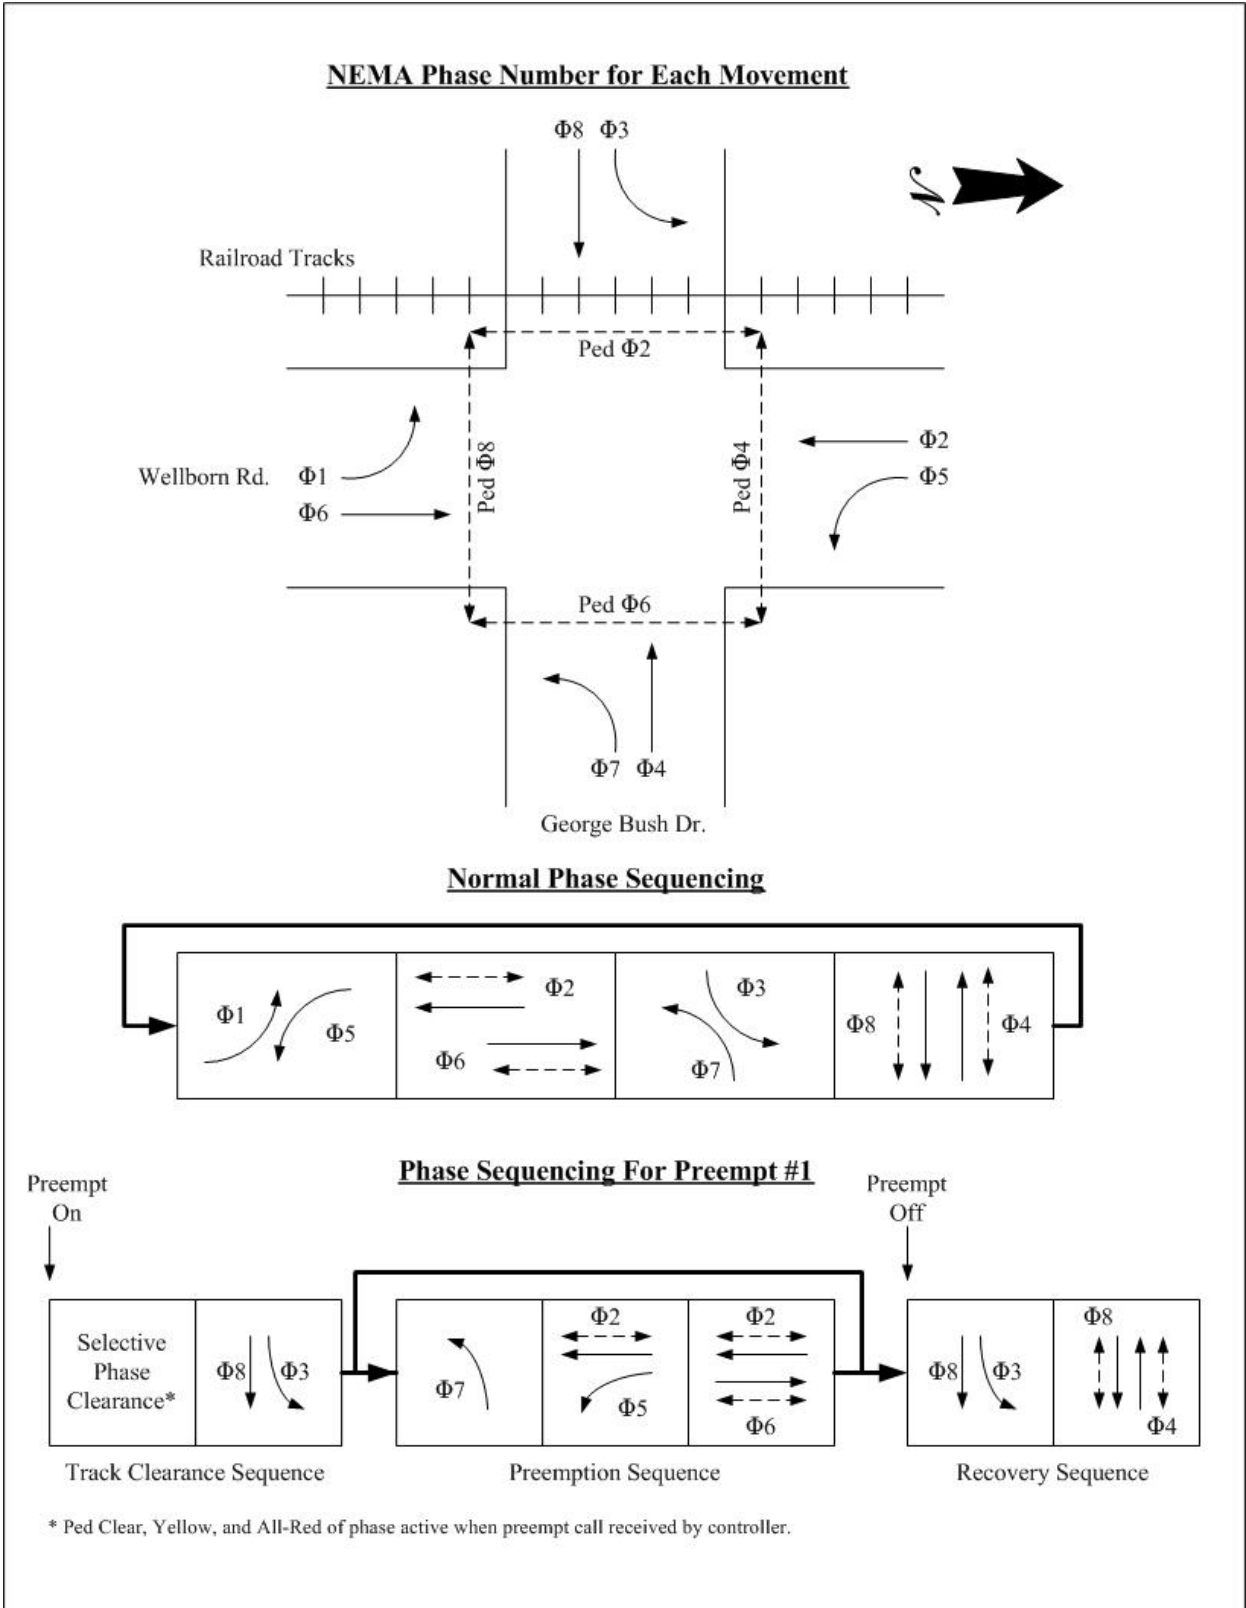 NEMA Phase Number for Each Movement
Φ8 Φ3
N
Railroad Tracks
Ped Φ2
Ped Φ8
Ped Φ4
Φ2
Wellborn Rd. Φ1
Φ5
Φ6
Ped Φ6
Φ7 Φ4
George Bush Dr.
Normal Phase Sequencing
Φ1
Φ5
Φ2
Φ6
Φ3
Φ7
Φ8
Φ4
Phase Sequencing For Preempt #1
Preempt
On
Preempt
Off
Selective
Phase
Clearance*
Φ8
Φ3
Φ7
Φ2
Φ5
Φ2
Φ6
Φ8
Φ3
Φ8
Φ4
Track Clearance Sequence
Preemption Sequence
Recovery Sequence
* Ped Clear, Yellow, and All-Red of phase active when preempt call received by controller.